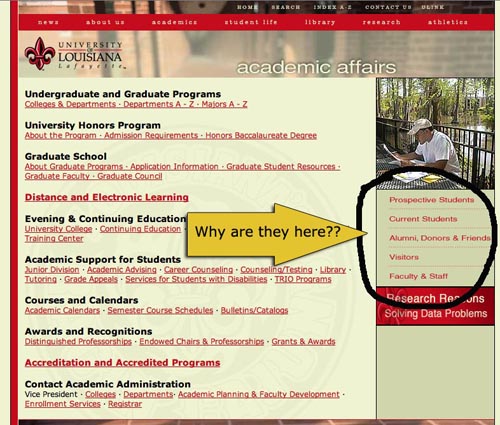 HOME SEARCH INDEX A-Z CONTACT US ULINK
news about us academics student life library research athletics
UNIVERSITY
OF
LOUISIANA
Lafayette™
academic affairs
Undergraduate and Graduate Programs
Colleges & Departments · Departments A - Z · Majors A - Z
University Honors Program
About the Program · Admission Requirements · Honors Baccalaureate Degree
Graduate School
About Graduate Programs · Application Information · Graduate Student Resources ·
Graduate Faculty · Graduate Council
Distance and Electronic Learning
Evening & Continuing Education
University College · Continuing Education ·
Training Center
Academic Support for Students
Junior Division · Academic Advising · Career Counseling · Counseling/Testing · Library ·
Tutoring · Grade Appeals · Services for Students with Disabilities · TRIO Programs
Courses and Calendars
Academic Calendars · Semester Course Schedules · Bulletins/Catalogs
Awards and Recognitions
Distinguished Professorships · Endowed Chairs & Professorships · Grants & Awards
Accreditation and Accredited Programs
Contact Academic Administration
Vice President · Colleges · Departments · Academic Planning & Faculty Development ·
Enrollment Services · Registrar
Why are they here??
Prospective Students
Current Students
Alumni, Donors & Friends
Visitors
Faculty & Staff
Research Reasons
Solving Data Problems